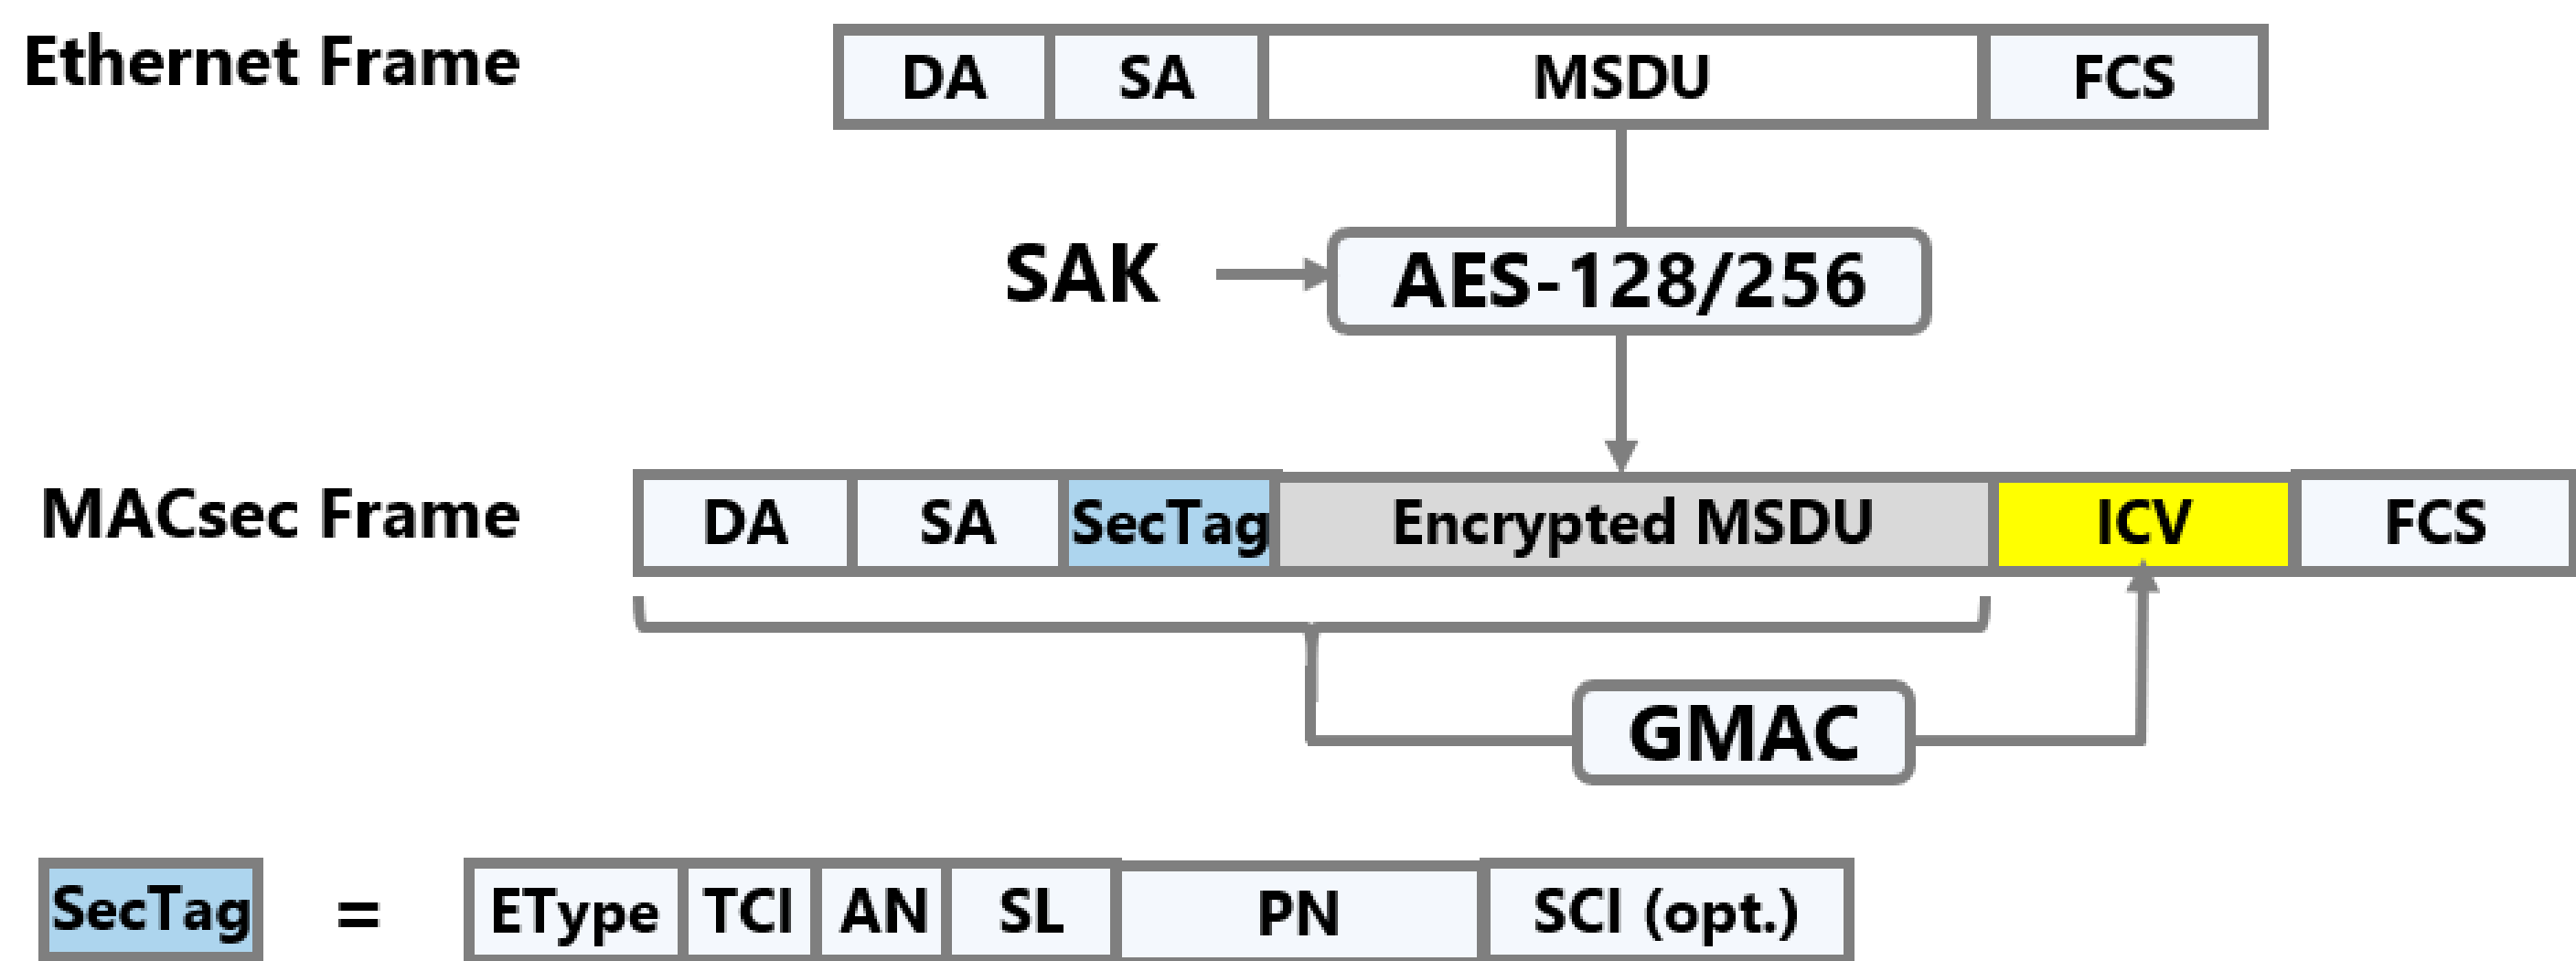 Ethernet Frame DA SA MSDU FCS
SAK AES-128/256
MACsec Frame DA SA SecTag Encrypted MSDU ICV FCS
GMAC
SecTag = EType TCI AN SL PN SCI (opt.)